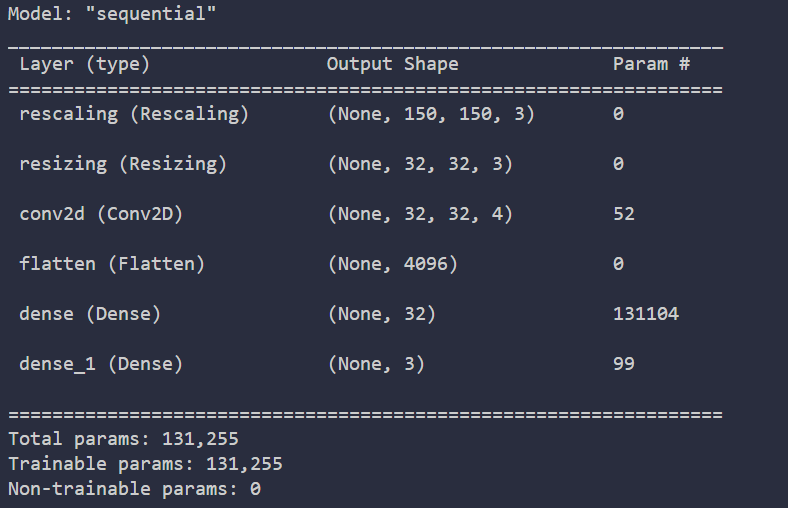 Model: "sequential"
_________________________________________________________________
Layer (type) Output Shape Param #
=================================================================
rescaling (Rescaling) (None, 150, 150, 3) 0
resizing (Resizing) (None, 32, 32, 3) 0
conv2d (Conv2D) (None, 32, 32, 4) 52
flatten (Flatten) (None, 4096) 0
dense (Dense) (None, 32) 131104
dense_1 (Dense) (None, 3) 99
=================================================================
Total params: 131,255
Trainable params: 131,255
Non-trainable params: 0